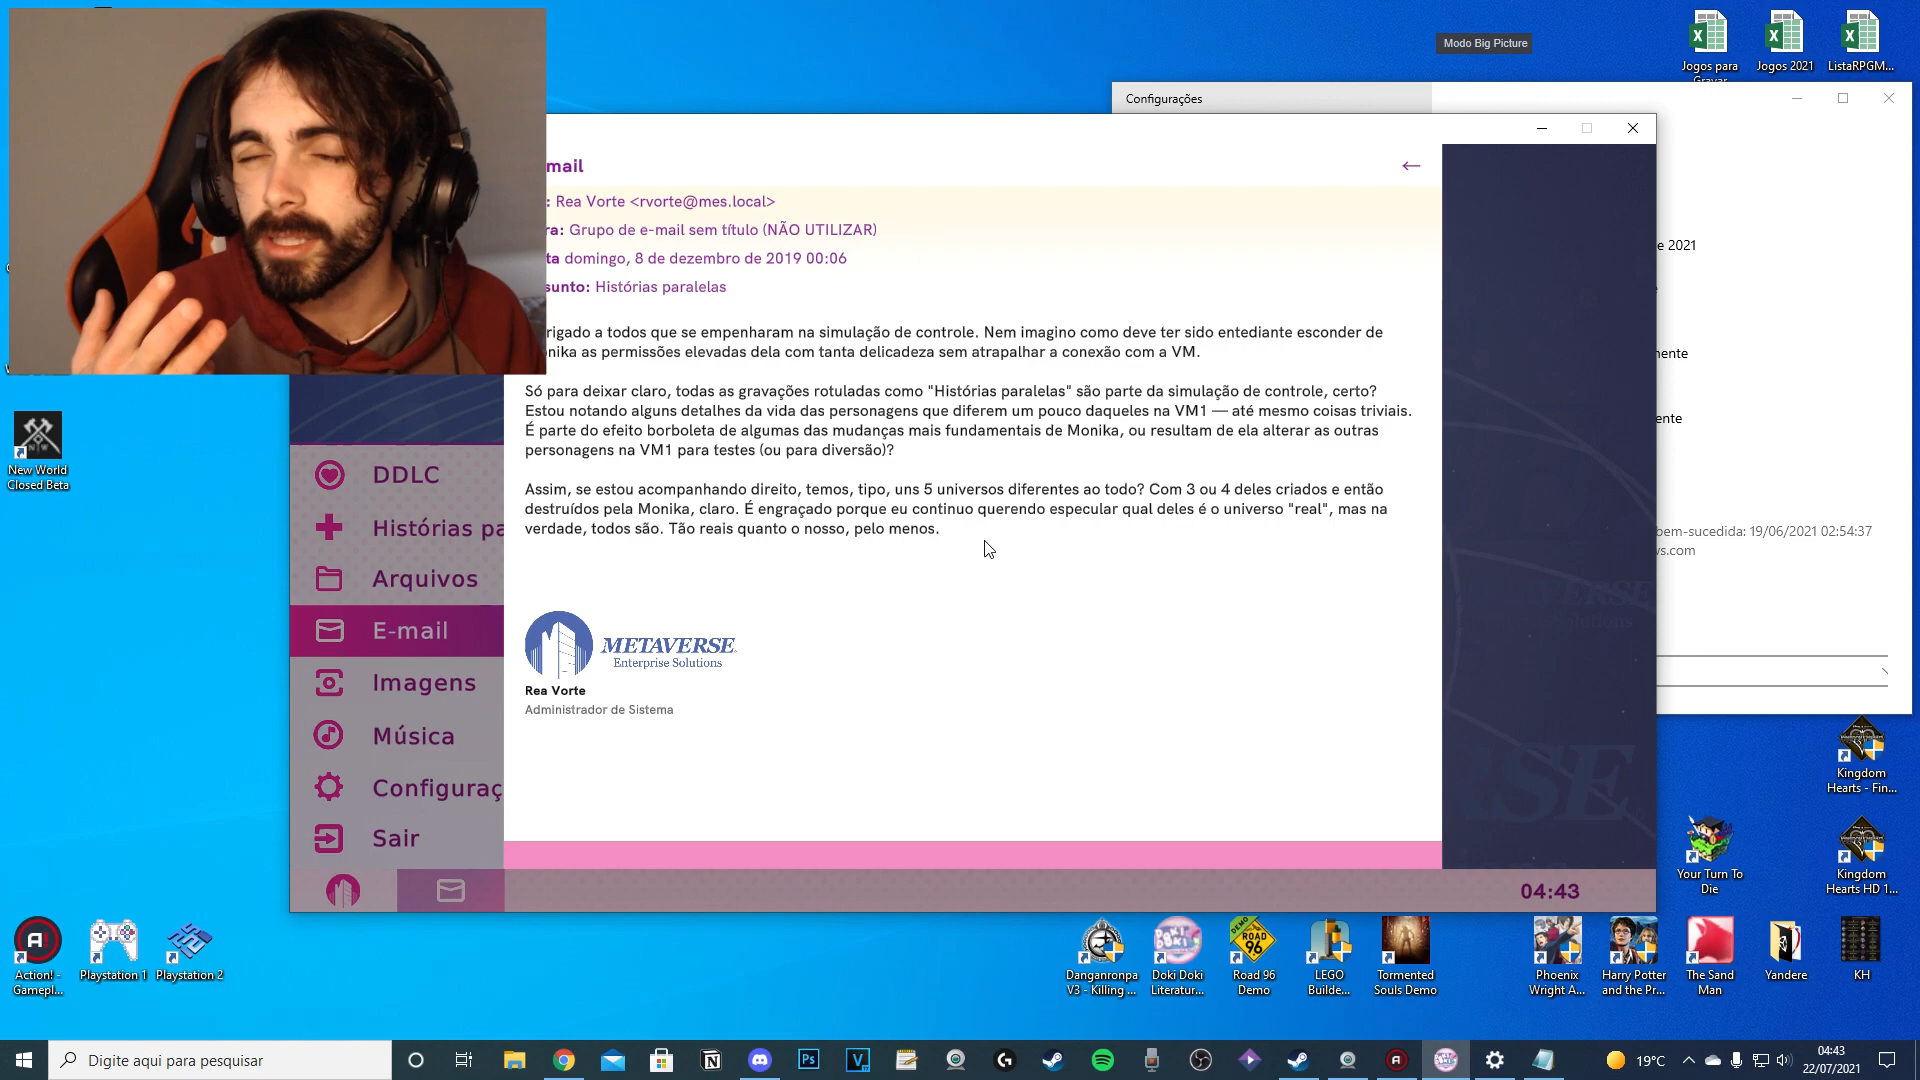 Modo Big Picture
Jogos para
Gravar
Jogos 2021
ListaRPGM...
Configurações
mail
: Rea Vorte <rvorte@mes.local>
ra: Grupo de e-mail sem título (NÃO UTILIZAR)
ta domingo, 8 de dezembro de 2019 00:06
sunto: Histórias paralelas
rigado a todos que se empenharam na simulação de controle. Nem imagino como deve ter sido entediante esconder de
nika as permissões elevadas dela com tanta delicadeza sem atrapalhar a conexão com a VM.
Só para deixar claro, todas as gravações rotuladas como "Histórias paralelas" são parte da simulação de controle, certo?
Estou notando alguns detalhes da vida das personagens que diferem um pouco daqueles na VM1 — até mesmo coisas triviais.
É parte do efeito borboleta de algumas das mudanças mais fundamentais de Monika, ou resultam de ela alterar as outras
personagens na VM1 para testes (ou para diversão)?
Assim, se estou acompanhando direito, temos, tipo, uns 5 universos diferentes ao todo? Com 3 ou 4 deles criados e então
destruídos pela Monika, claro. É engraçado porque eu continuo querendo especular qual deles é o universo "real", mas na
verdade, todos são. Tão reais quanto o nosso, pelo menos.
METAVERSE
Enterprise Solutions
Rea Vorte
Administrador de Sistema
DDLC
Histórias pa
Arquivos
E-mail
Imagens
Música
Configuraç
Sair
04:43
e 2021
nente
ente
bem-sucedida: 19/06/2021 02:54:37
ws.com
New World
Closed Beta
Kingdom
Hearts - Fin...
Your Turn To
Die
Kingdom
Hearts HD 1...
Action! -
Gamepl...
Playstation 1
Playstation 2
Danganronpa
V3 - Killing ...
Doki Doki
Literatur...
DEMO
ROAD
96
Road 96
Demo
LEGO
Builde...
Tormented
Souls Demo
Phoenix
Wright A...
Harry Potter
and the Pr...
The Sand
Man
Yandere
KH
Digite aqui para pesquisar
19°C
04:43
22/07/2021